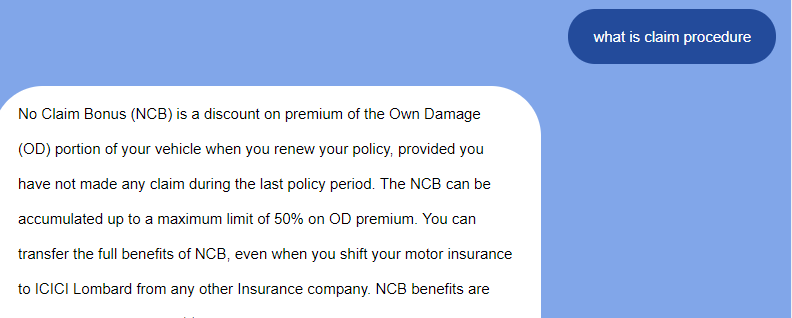 what is claim procedure
No Claim Bonus (NCB) is a discount on premium of the Own Damage
(OD) portion of your vehicle when you renew your policy, provided you
have not made any claim during the last policy period. The NCB can be
accumulated up to a maximum limit of 50% on OD premium. You can
transfer the full benefits of NCB, even when you shift your motor insurance
to ICICI Lombard from any other Insurance company. NCB benefits are